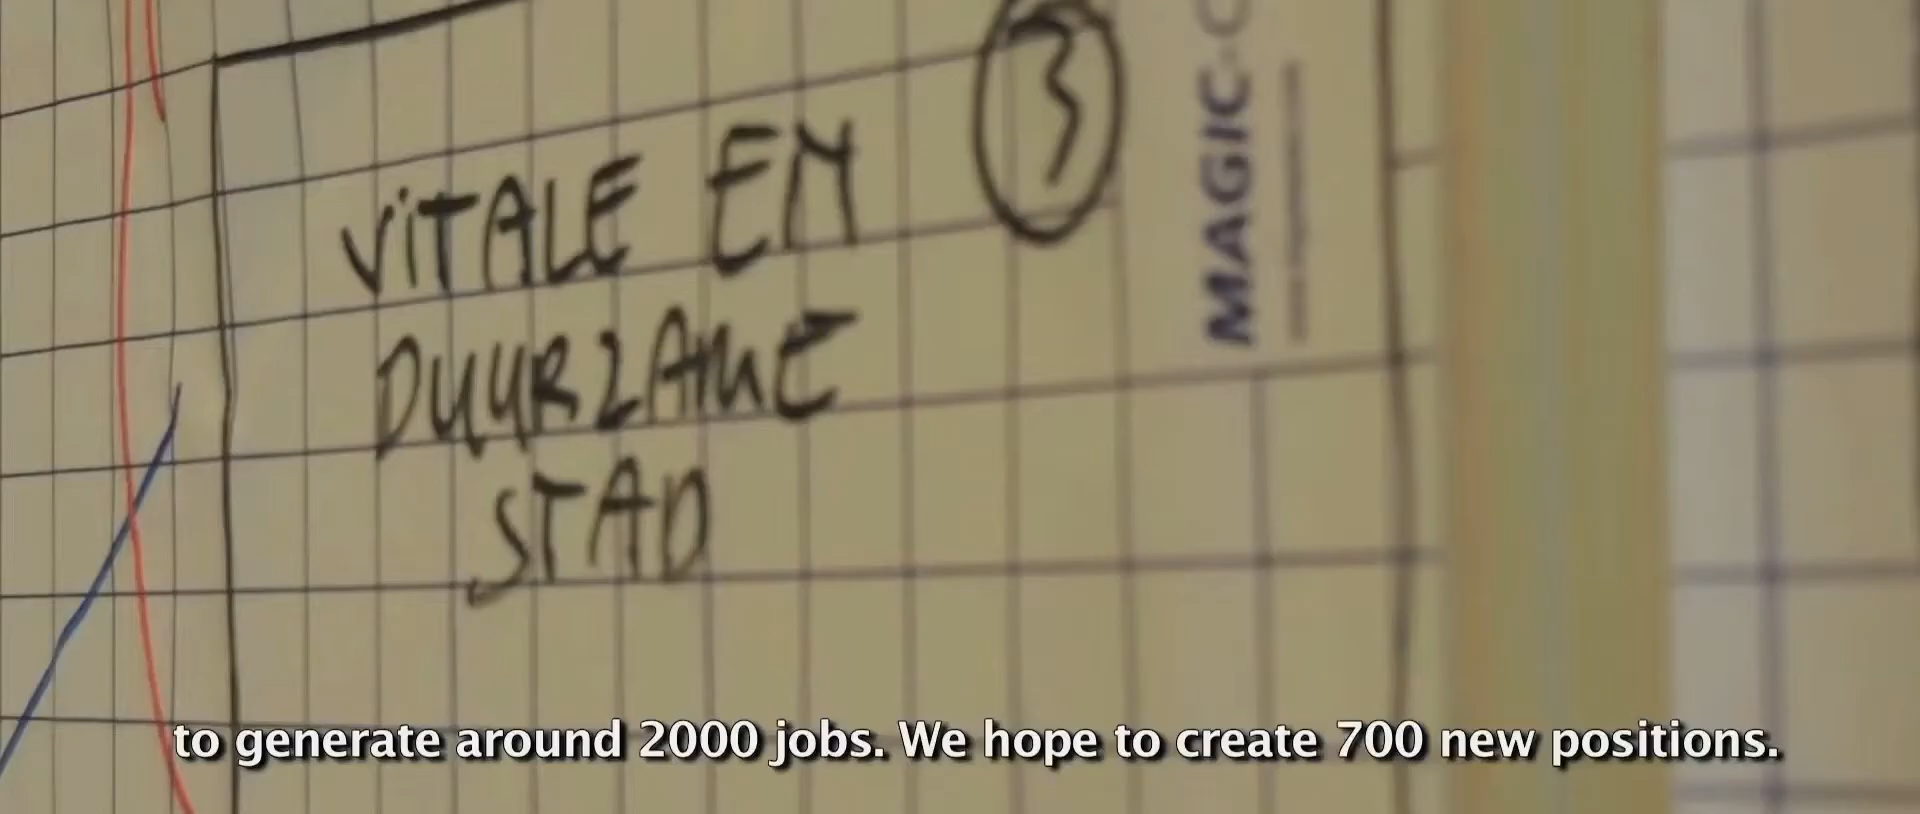 3
VITALE EN
DUURZAME
STAD
MAGIC-C
to generate around 2000 jobs. We hope to create 700 new positions.